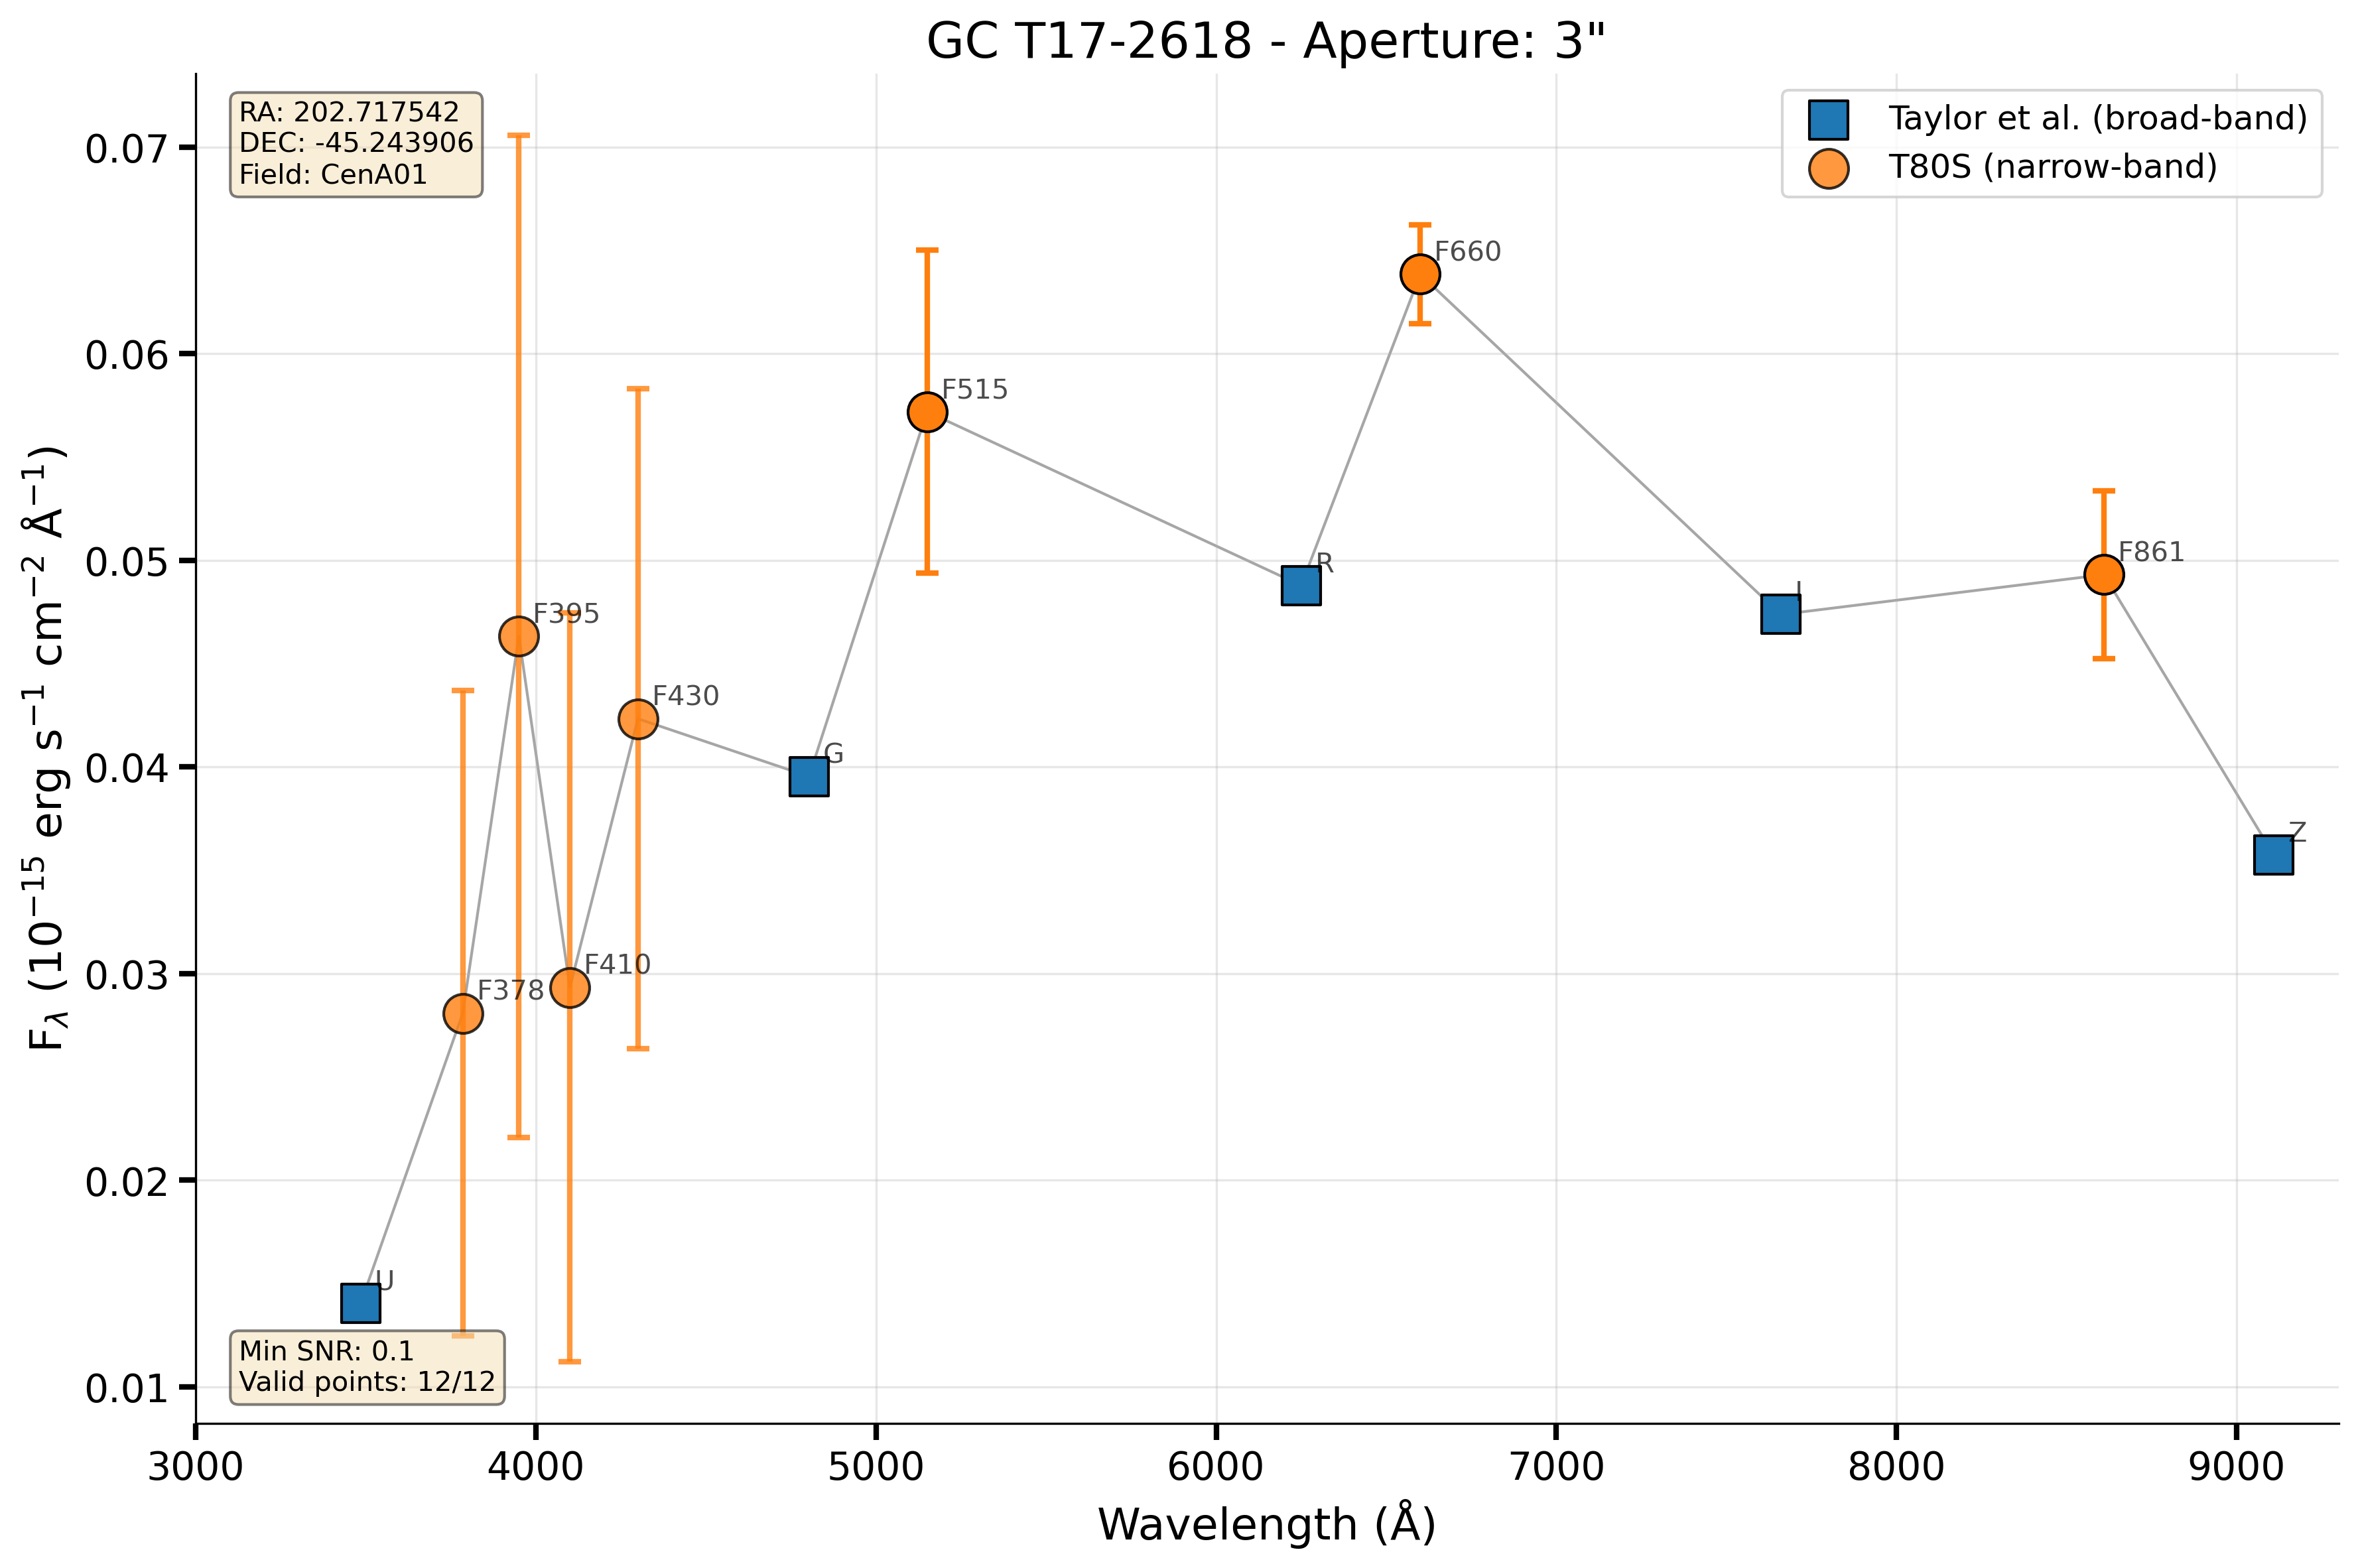 GC T17-2618 - Aperture: 3"
RA: 202.717542
DEC: -45.243906
Field: CenA01
Taylor et al. (broad-band)
T80S (narrow-band)
F660
F515
R
I
F861
F395
F430
G
Z
F410
F378
U
Min SNR: 0.1
Valid points: 12/12
0.07
0.06
0.05
0.04
0.03
0.02
0.01
F$_{λ}$ (10$^{−15}$ erg s$^{−1}$ cm$^{−2}$ Å$^{−1}$)
3000 4000 5000 6000 7000 8000 9000
Wavelength (Å)